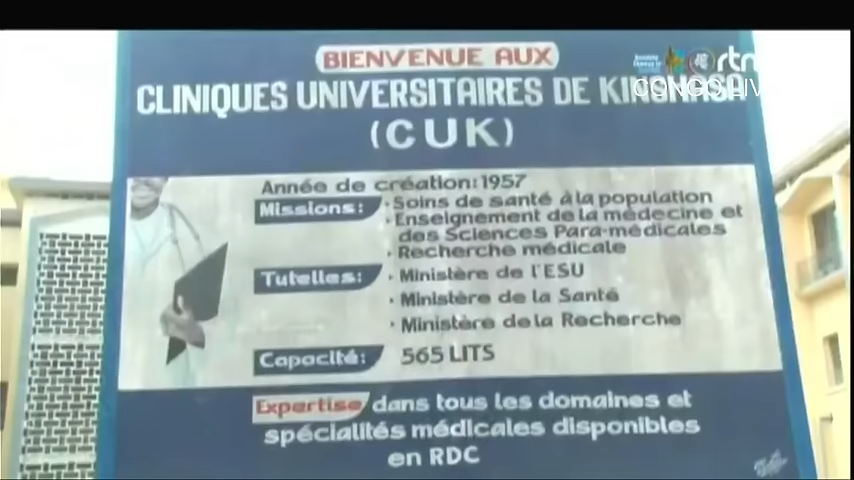 BIENVENUE AUX
CLINIQUES UNIVERSITAIRES DE KINSHASA
(CUK)
rtn
CONGO LIV
Année de création:1957
Missions:
• Soins de santé à la population
• Enseignement de la médecine et
des Sciences Para-médicales
• Recherche médicale
Tutelles:
• Ministère de l'ESU
• Ministère de la Santé
• Ministère de la Recherche
Capacité: 565 LITS
Expertise dans tous les domaines et
spécialités médicales disponibles
en RDC